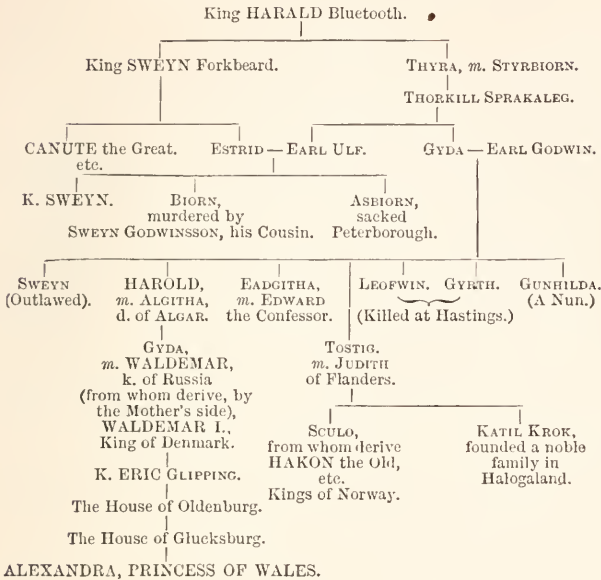 King HARALD Bluetooth.
King SWEYN Forkbeard.
THYRA, m. STYRBIORN.
THORKILL SPRAKALEG.
CANUTE the Great.
etc.
ESTRID — EARL ULF.
GYDA — EARL GODWIN.
K. SWEYN.
BIORN,
murdered by
SWEYN GODWINSSON, his Cousin.
ASBIORN,
sacked
Peterborough.
SWEYN
(Outlawed).
HAROLD,
m. ALGITHA,
d. of ALGAR.
EADGITHA,
m. EDWARD
the Confessor.
LEOFWIN. GYRTH.
(Killed at Hastings.)
GUNHILDA.
(A Nun.)
GYDA,
m. WALDEMAR,
k. of Russia
(from whom derive, by
the Mother's side),
WALDEMAR I.,
King of Denmark.
TOSTIG.
m. JUDITH
of Flanders.
SCULO,
from whom derive
HAKON the Old,
etc.
Kings of Norway.
KATIL KROK,
founded a noble
family in
Halogaland.
K. ERIC GLIPPING.
The House of Oldenburg.
The House of Glucksburg.
ALEXANDRA, PRINCESS OF WALES.